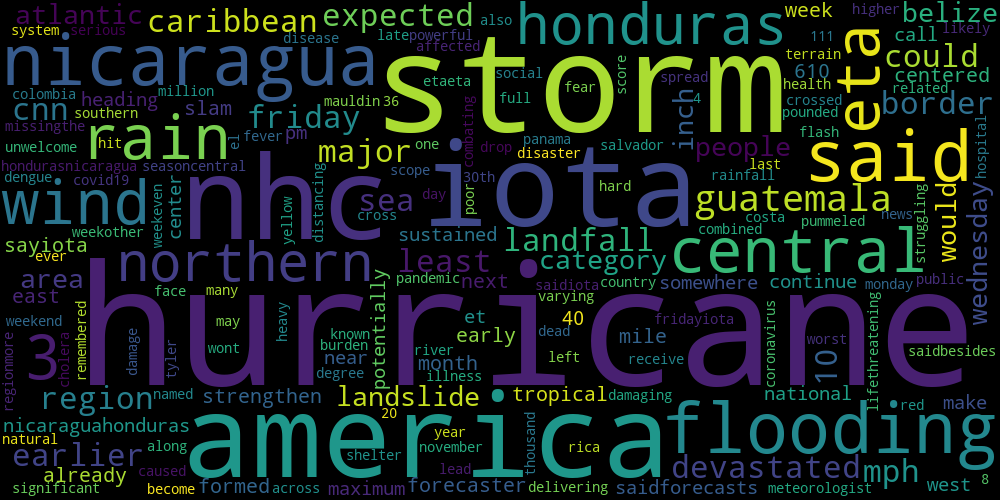 atlantic caribbean expected honduras week higher belize
system serious disease late powerful also 111 call likely
nicaragua affected storm terrain could
colombia million etaeta social score 610 centered
heading slam mauldin 36 full fear spread health related
southern inch 4 crossed eta border
missingthe rain friday combating pounded
unwelcome hit el fever pm one drop panama salvador people flash said
hondurasnicaragua seasoncentral major disaster last hospital
dengue covid19 nhc scope 30th iota hard rainfall guatemala
wind weekeven center yellow distancing sea day poor costa news struggling would wednesday
weekother cross combined pummeled
sayiota sustained landfall central
ever northern least category
area face many pandemic next saidiota country somewhere continue monday public
east potentially varying
weekend remembered hurricane may heavy known et 40 fridayiota coronavirus lifethreatening
3 damage tyler wont burden river early dead mile worst
regionmore cholera near month left receive saidbesides
degree illness
region named strengthen landslide tropical damaging national red make
nicaraguahonduras 20 america flooding
natural earlier along year november thousand rica
already caused shelter lead devastated mph
significant become formed across maximum forecaster delivering saidforecasts meteorologist west 8
cnn